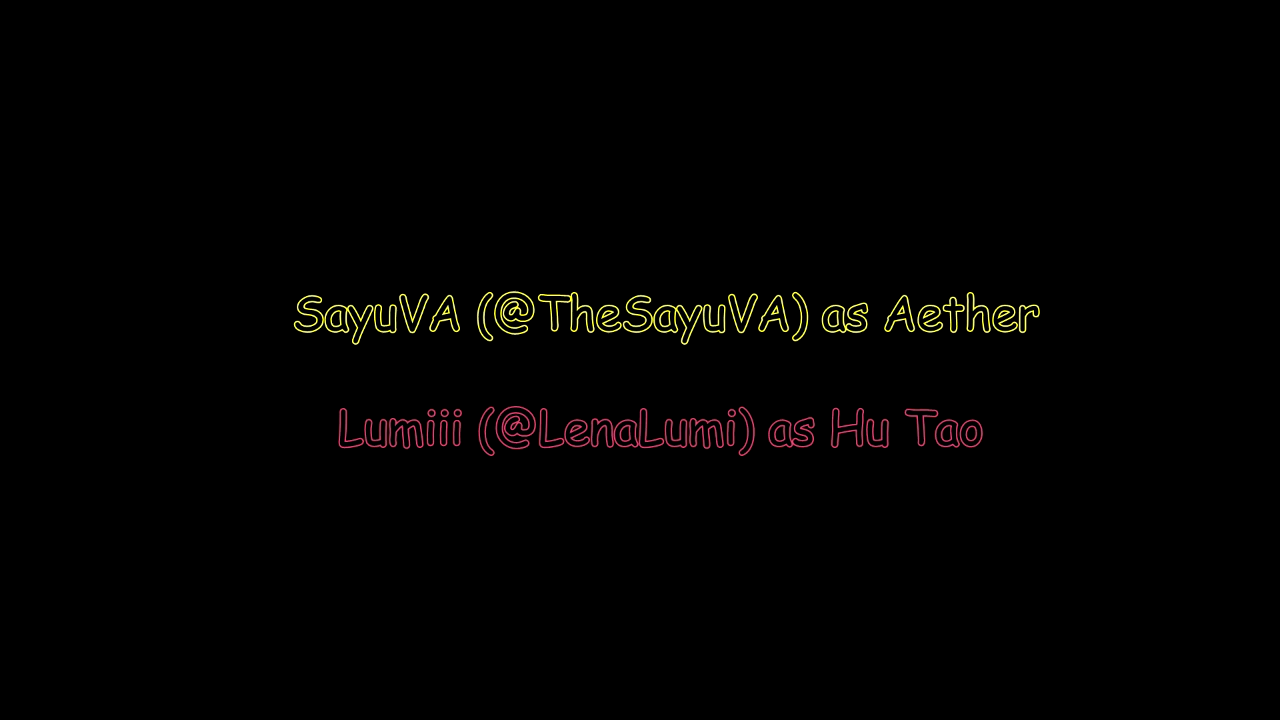 SayuVA (@TheSayuVA) as Aether
Lumiii (@LenaLumi) as Hu Tao